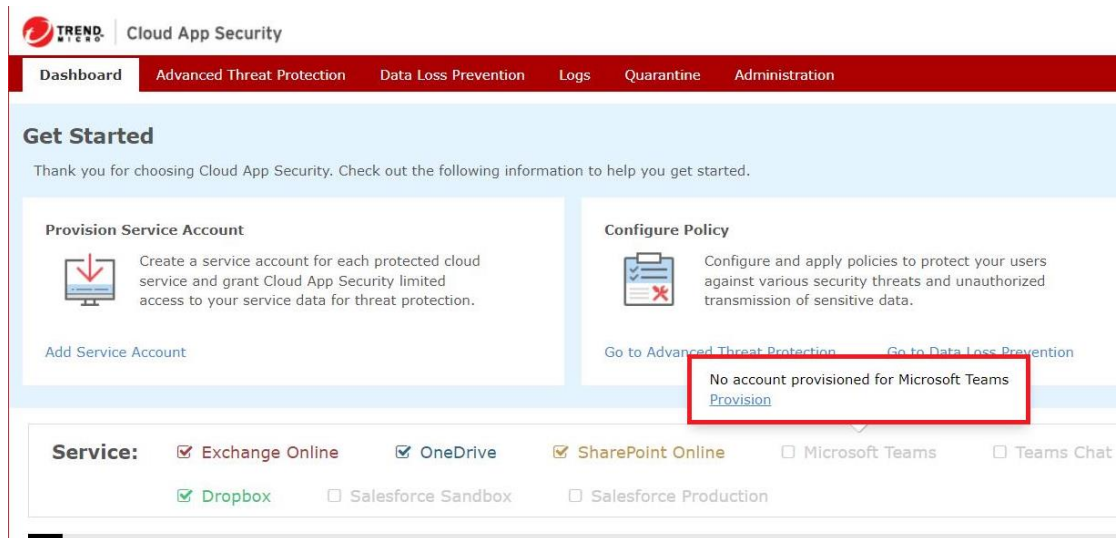 TREND MICRO Cloud App Security
Dashboard Advanced Threat Protection Data Loss Prevention Logs Quarantine Administration
Get Started
Thank you for choosing Cloud App Security. Check out the following information to help you get started.
Provision Service Account
Create a service account for each protected cloud
service and grant Cloud App Security limited
access to your service data for threat protection.
Add Service Account
Configure Policy
Configure and apply policies to protect your users
against various security threats and unauthorized
transmission of sensitive data.
Go to Advanced Threat Protection Go to Data Loss Prevention
No account provisioned for Microsoft Teams
Provision
Service: Exchange Online OneDrive SharePoint Online Microsoft Teams Teams Chat
Dropbox Salesforce Sandbox Salesforce Production